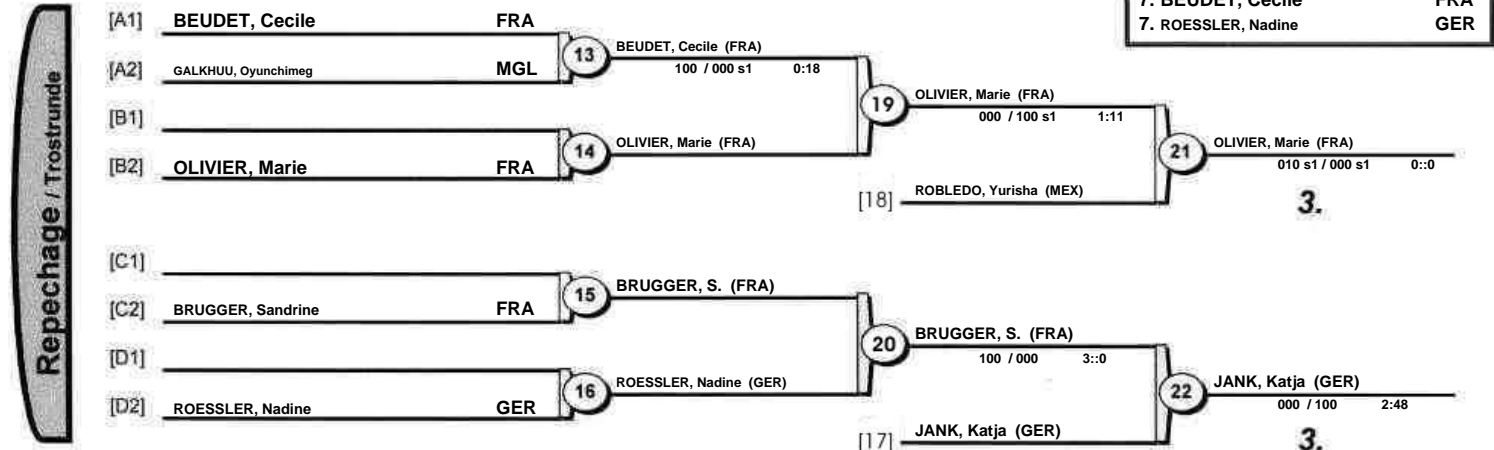 7. BEUDET, Cecile FRA
7. ROESSLER, Nadine GER
Repechage / Trostrunde
[A1] BEUDET, Cecile FRA
[A2] GALKHUU, Oyunchimeg MGL
13
BEUDET, Cecile (FRA)
100 / 000 s1 0:18
[B1]
[B2] OLIVIER, Marie FRA
14
OLIVIER, Marie (FRA)
19
OLIVIER, Marie (FRA)
000 / 100 s1 1:11
[18] ROBLEDO, Yurisha (MEX)
21
OLIVIER, Marie (FRA)
010 s1 / 000 s1 0::0
3.
[C1]
[C2] BRUGGER, Sandrine FRA
15
BRUGGER, S. (FRA)
[D1]
[D2] ROESSLER, Nadine GER
16
ROESSLER, Nadine (GER)
20
BRUGGER, S. (FRA)
100 / 000 3::0
[17] JANK, Katja (GER)
22
JANK, Katja (GER)
000 / 100 2:48
3.